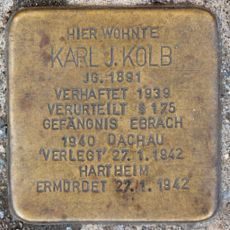 HIER WOHNTE
KARL J. KOLB
JG. 1891
VERHAFTET 1939
VERURTEILT § 175
GEFÄNGNIS EBRACH
1940 DACHAU
'VERLEGT' 27.1.1942
HARTHEIM
ERMORDET 27.1.1942